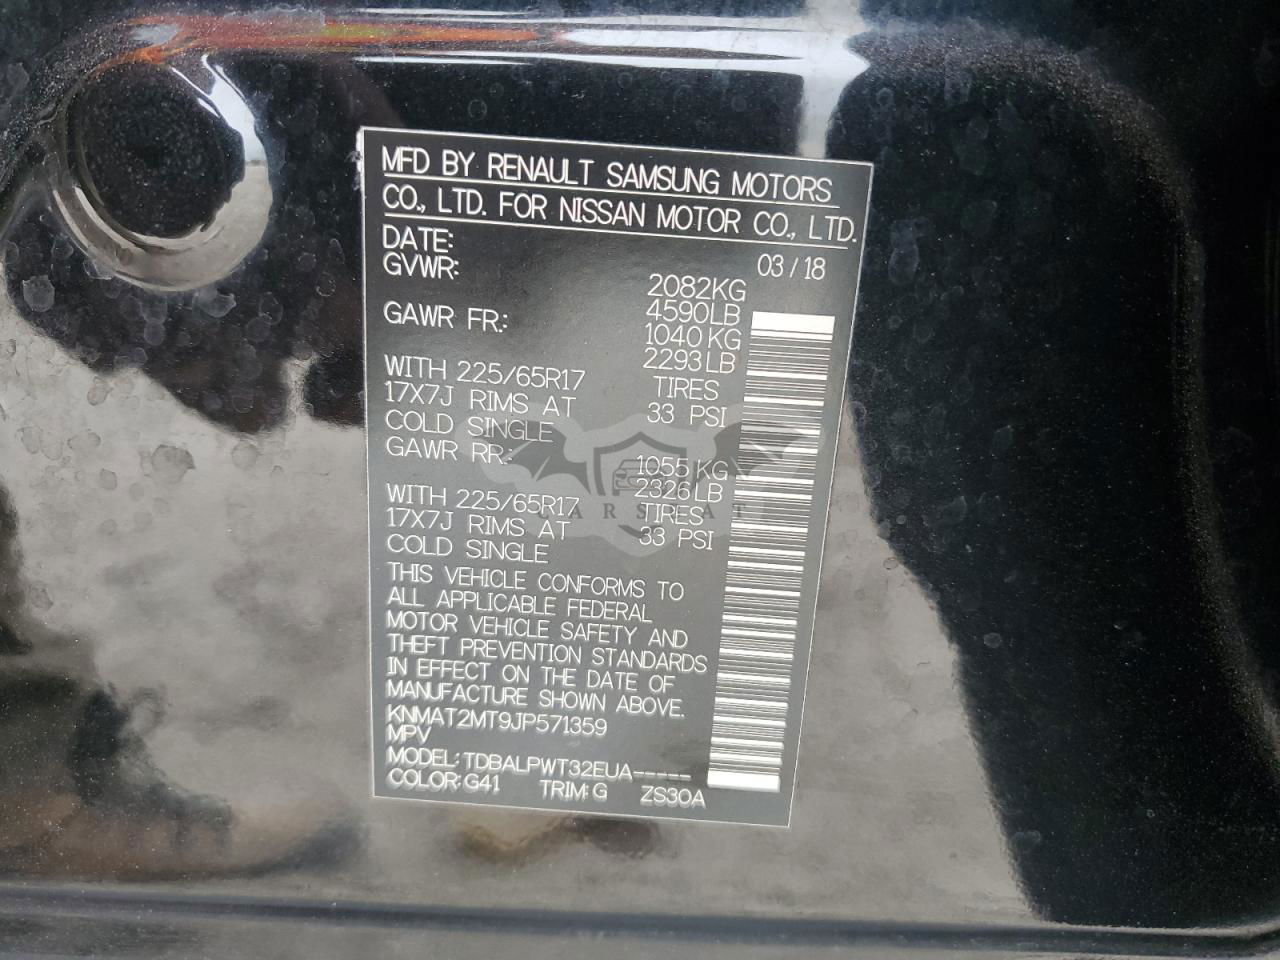 MFD BY RENAULT SAMSUNG MOTORS
CO., LTD. FOR NISSAN MOTOR CO., LTD.
DATE: 03/18
GVWR: 2082KG
4590LB
GAWR FR.: 1040KG
2293LB
WITH 225/65R17 TIRES
17X7J RIMS AT 33 PSI
COLD SINGLE
GAWR RR.: 1055KG
2326LB
WITH 225/65R17 TIRES
17X7J RIMS AT 33 PSI
COLD SINGLE
THIS VEHICLE CONFORMS TO
ALL APPLICABLE FEDERAL
MOTOR VEHICLE SAFETY AND
THEFT PREVENTION STANDARDS
IN EFFECT ON THE DATE OF
MANUFACTURE SHOWN ABOVE.
KNMAT2MT9JP571359
MPV
MODEL: TDBALPWT32EUA-----
COLOR: G41 TRIM: G ZS30A